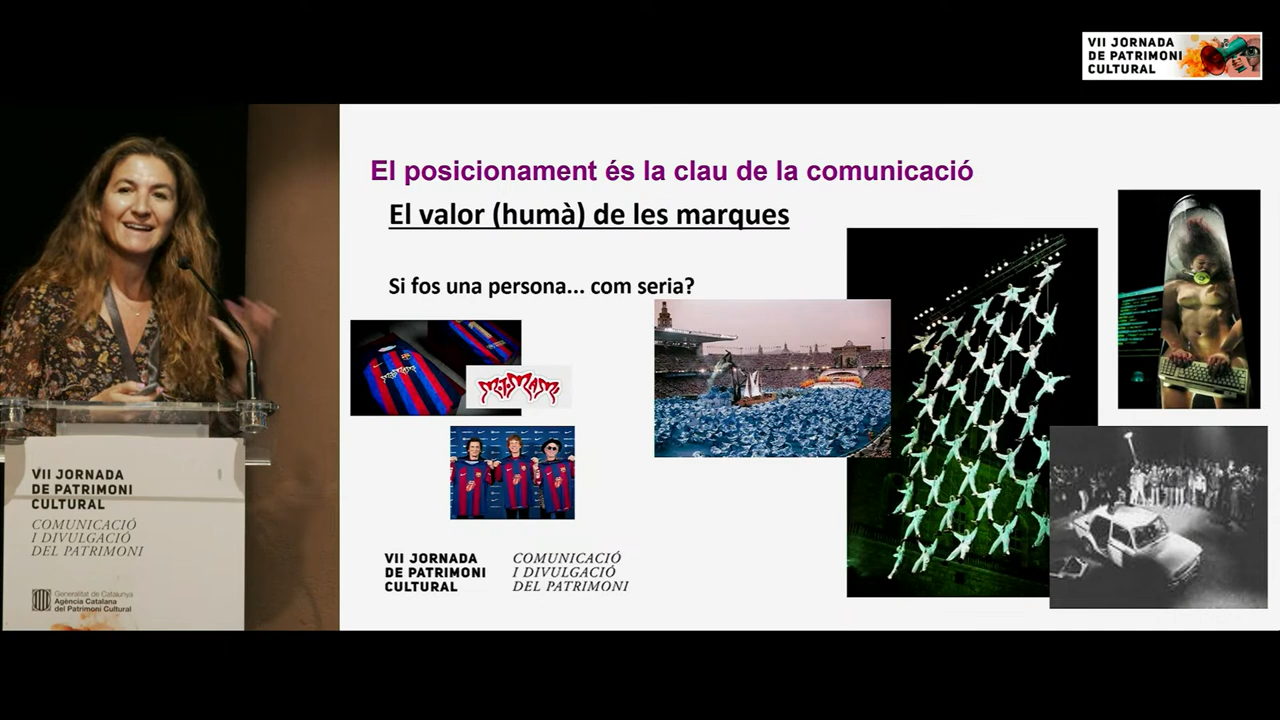 VII JORNADA
DE PATRIMONI
CULTURAL
El posicionament és la clau de la comunicació
El valor (humà) de les marques
Si fos una persona... com seria?
MOTOMAMI
VII JORNADA
DE PATRIMONI
CULTURAL
COMUNICACIÓ
I DIVULGACIÓ
DEL PATRIMONI
VII JORNADA
DE PATRIMONI
CULTURAL
COMUNICACIÓ
I DIVULGACIÓ
DEL PATRIMONI
Generalitat de Catalunya
Agència Catalana
del Patrimoni Cultural